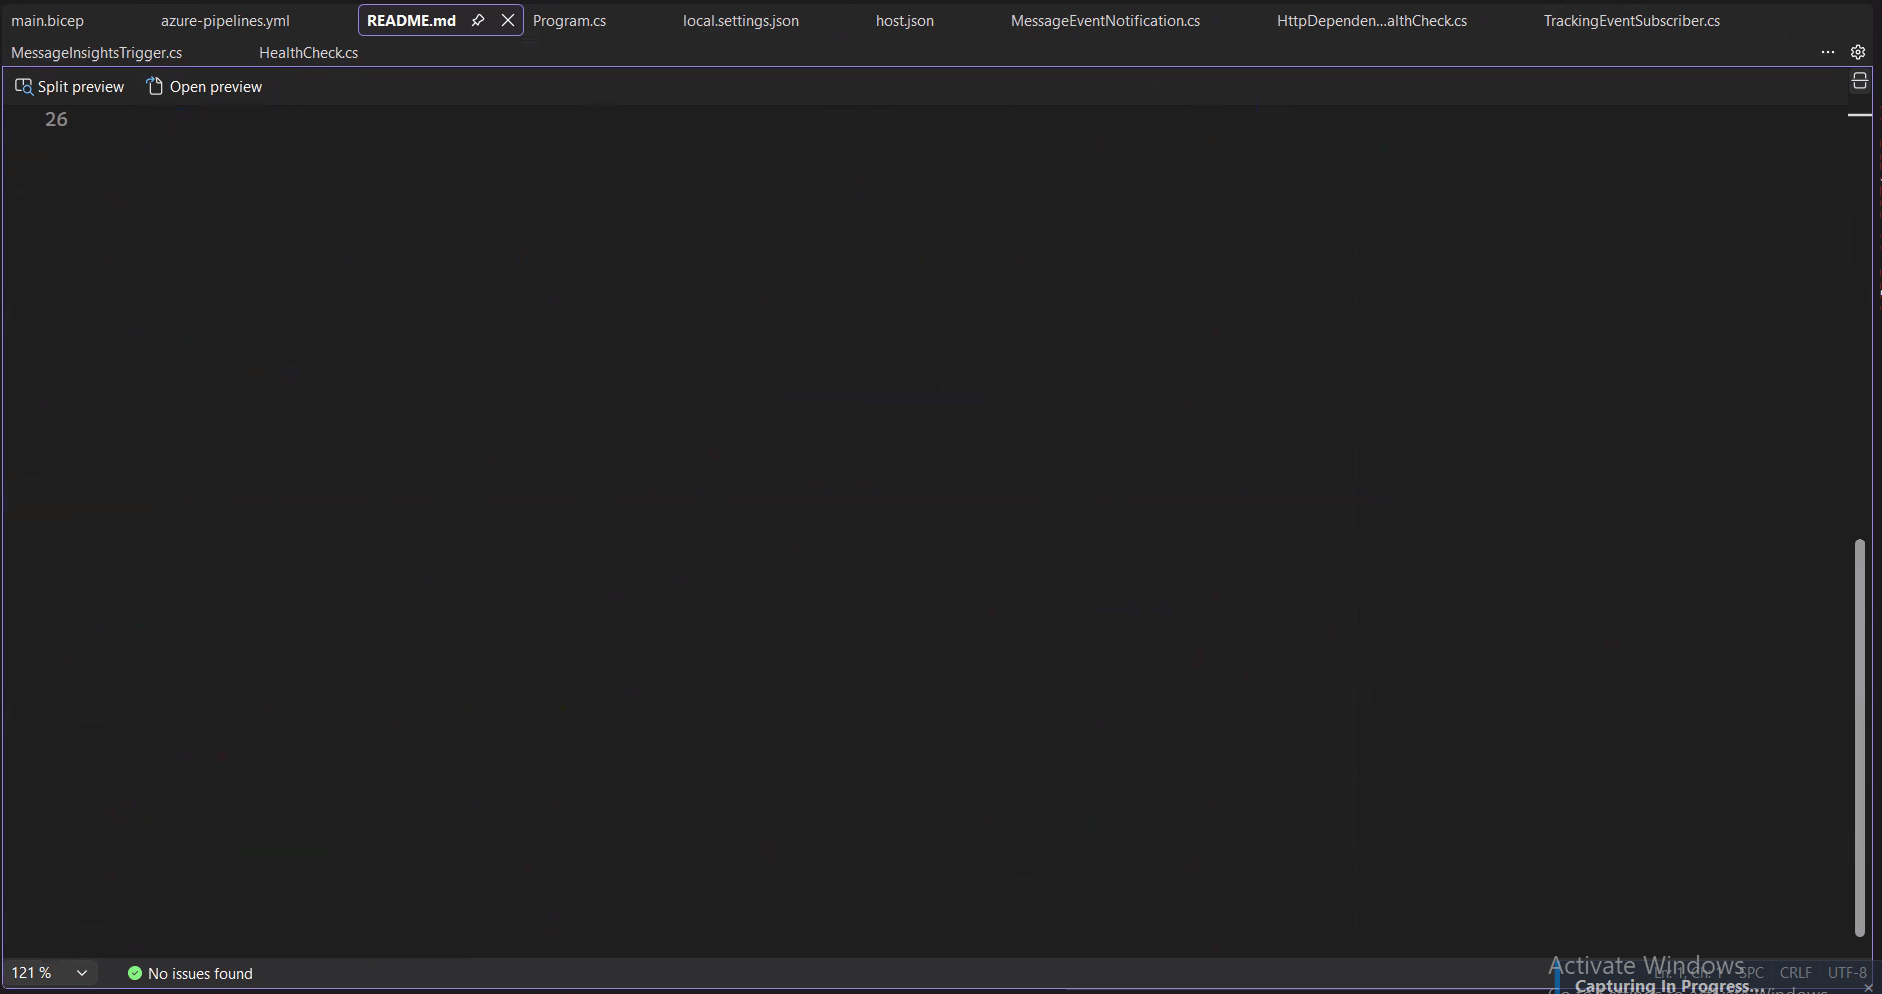 main.bicep azure-pipelines.yml README.md Program.cs local.settings.json host.json MessageEventNotification.cs HttpDependen...althCheck.cs TrackingEventSubscriber.cs
MessageInsightsTrigger.cs HealthCheck.cs
Split preview Open preview
26
121 % No issues found Activate Windows SPC CRLF UTF-8
Capturing In Progress...